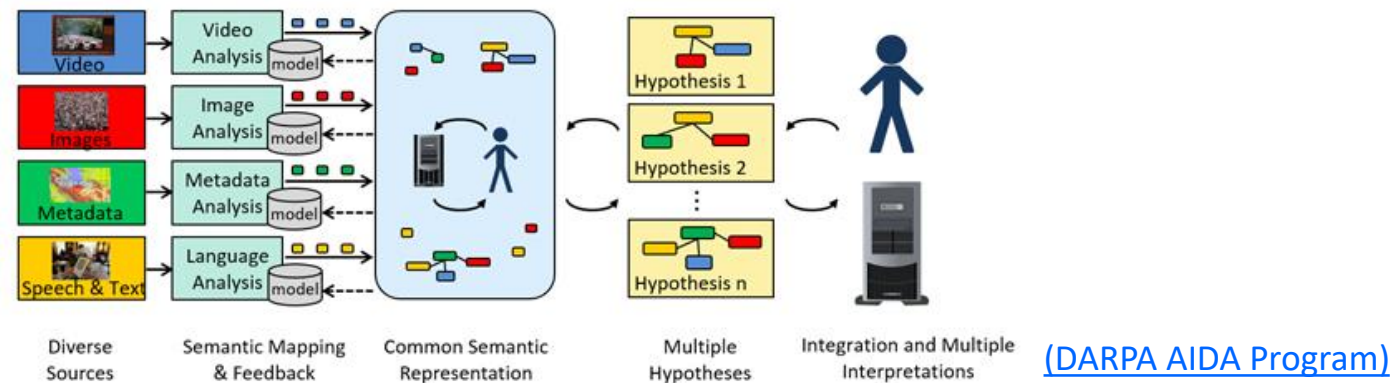 Video
Video
Analysis
model
Images
Image
Analysis
model
Metadata
Metadata
Analysis
model
Speech & Text
Language
Analysis
model
Hypothesis 1
Hypothesis 2
⋮
Hypothesis n
Diverse
Sources
Semantic Mapping
& Feedback
Common Semantic
Representation
Multiple
Hypotheses
Integration and Multiple
Interpretations
(DARPA AIDA Program)